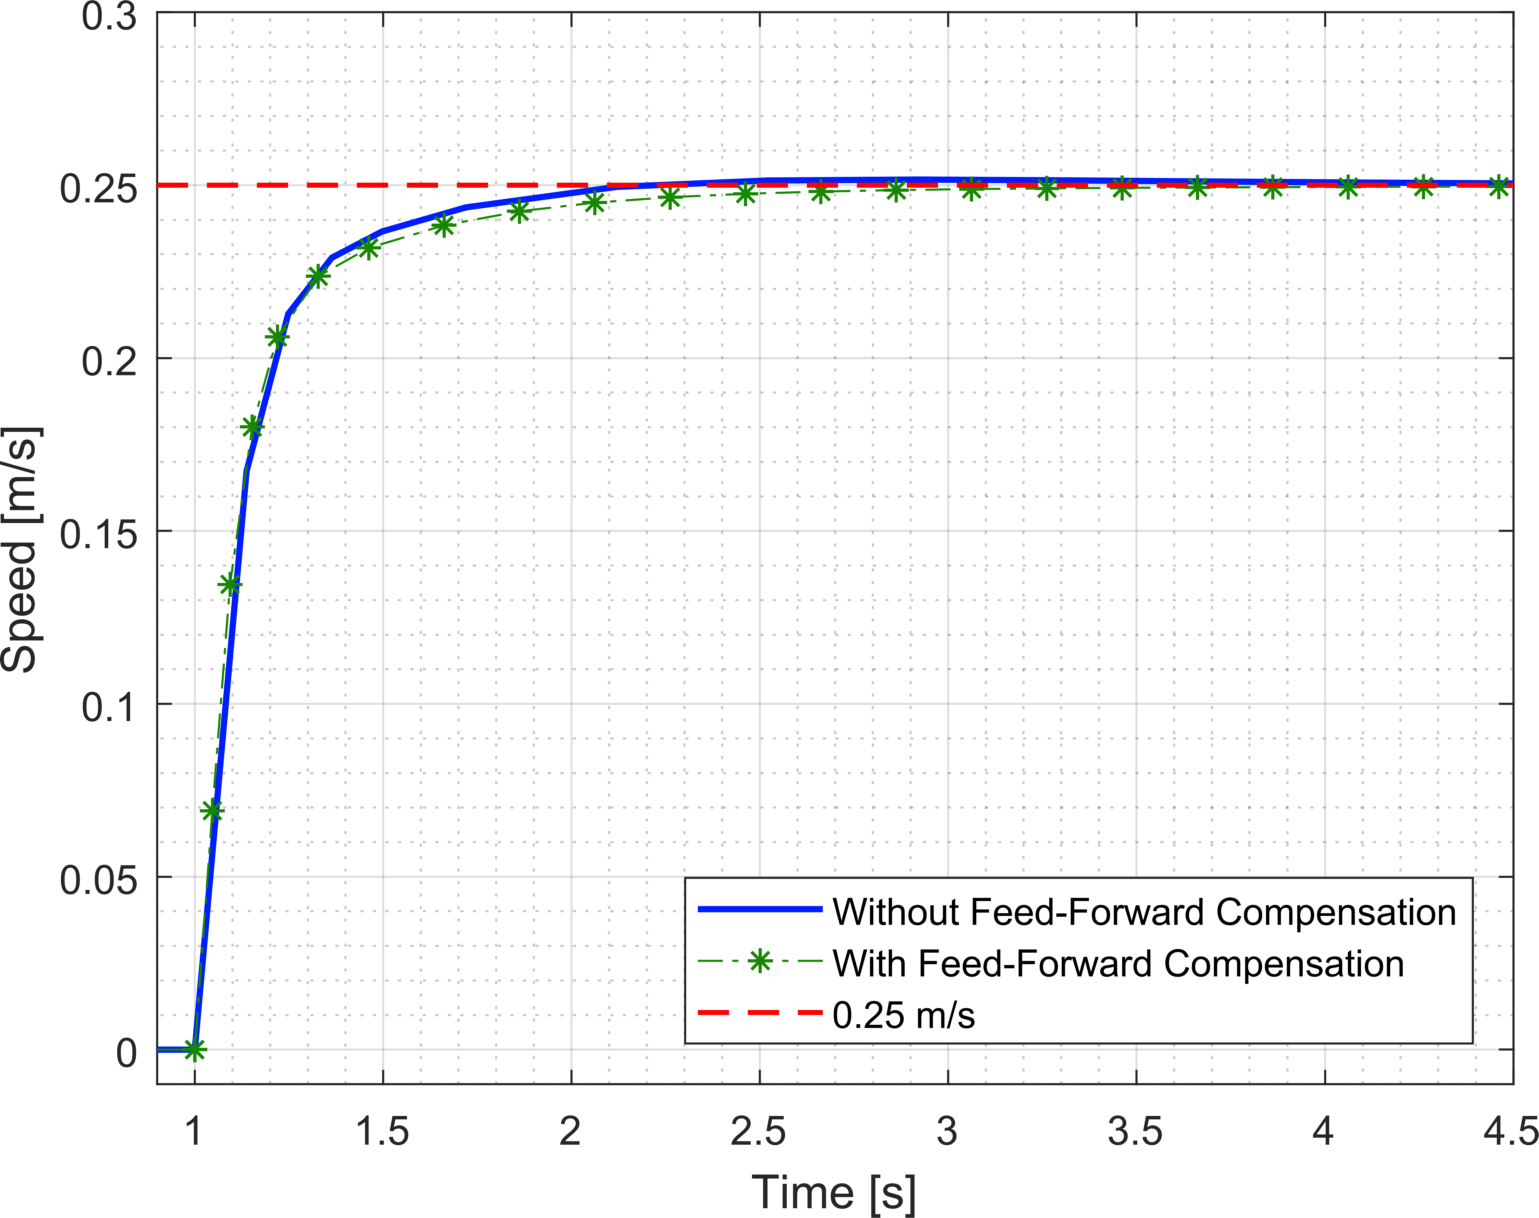 0.3
0.25
0.2
0.15
0.1
0.05
0
Speed [m/s]
Without Feed-Forward Compensation
With Feed-Forward Compensation
0.25 m/s
1 1.5 2 2.5 3 3.5 4 4.5
Time [s]